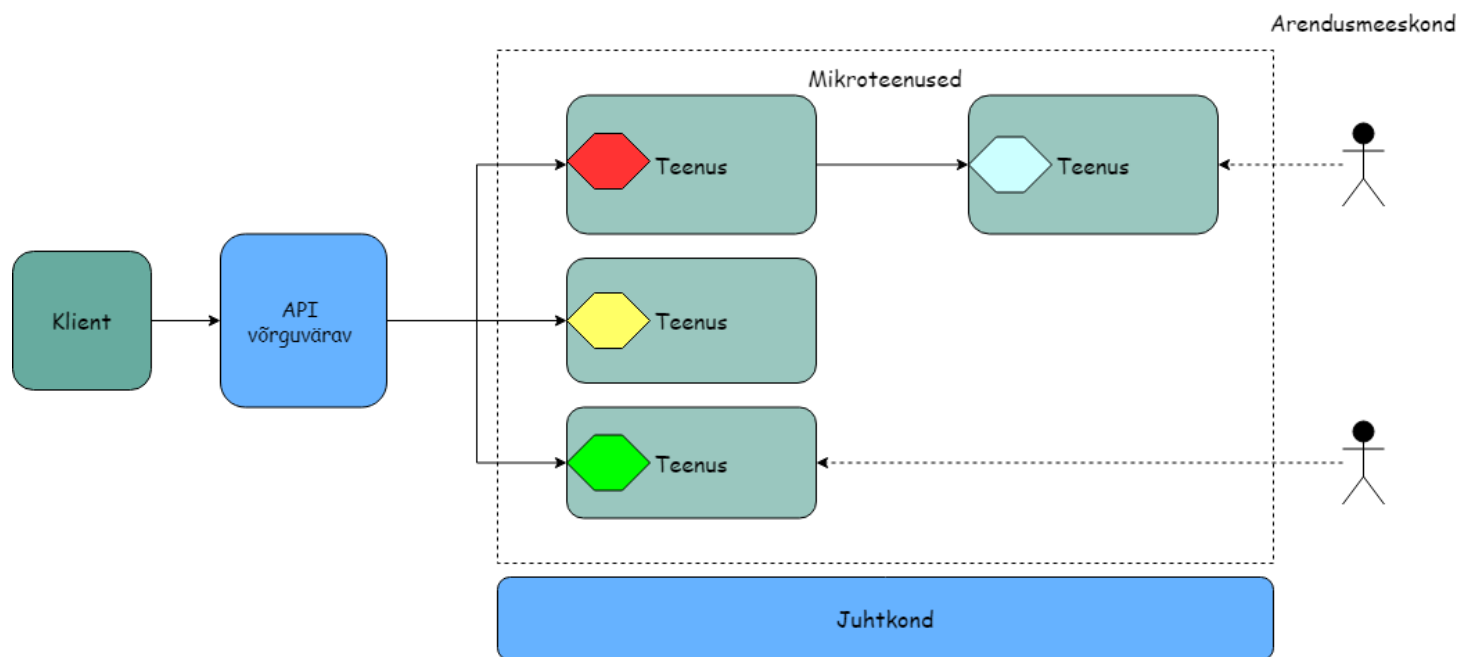 Arendusmeeskond
Mikroteenused
Teenus
Teenus
Klient
API
võrguvärav
Teenus
Teenus
Juhtkond